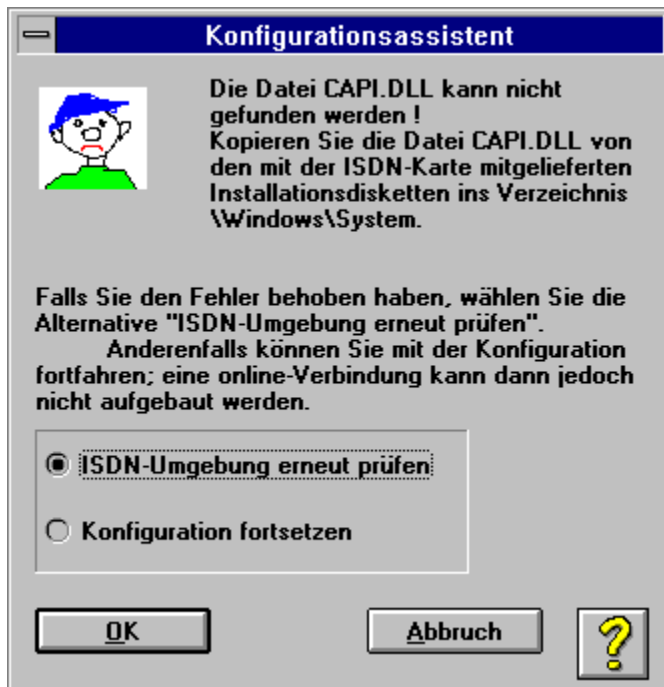 Konfigurationsassistent
Die Datei CAPI.DLL kann nicht
gefunden werden !
Kopieren Sie die Datei CAPI.DLL von
den mit der ISDN-Karte mitgelieferten
Installationsdisketten ins Verzeichnis
\Windows\System.
Falls Sie den Fehler behoben haben, wählen Sie die
Alternative "ISDN-Umgebung erneut prüfen".
Anderenfalls können Sie mit der Konfiguration
fortfahren; eine online-Verbindung kann dann jedoch
nicht aufgebaut werden.
ISDN-Umgebung erneut prüfen
Konfiguration fortsetzen
OK
Abbruch
?